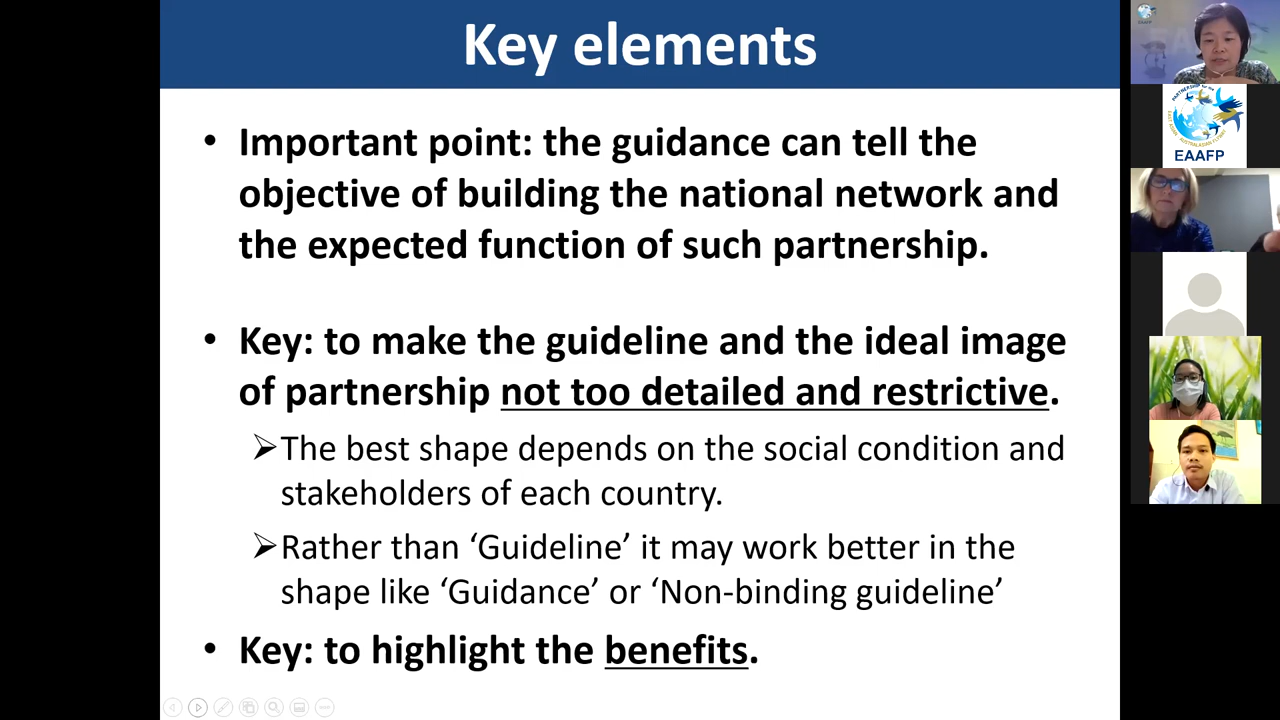 Key elements
• Important point: the guidance can tell the
objective of building the national network and
the expected function of such partnership.
• Key: to make the guideline and the ideal image
of partnership not too detailed and restrictive.
➢The best shape depends on the social condition and
stakeholders of each country.
➢Rather than ‘Guideline’ it may work better in the
shape like ‘Guidance’ or ‘Non-binding guideline’
• Key: to highlight the benefits.
EAAFP